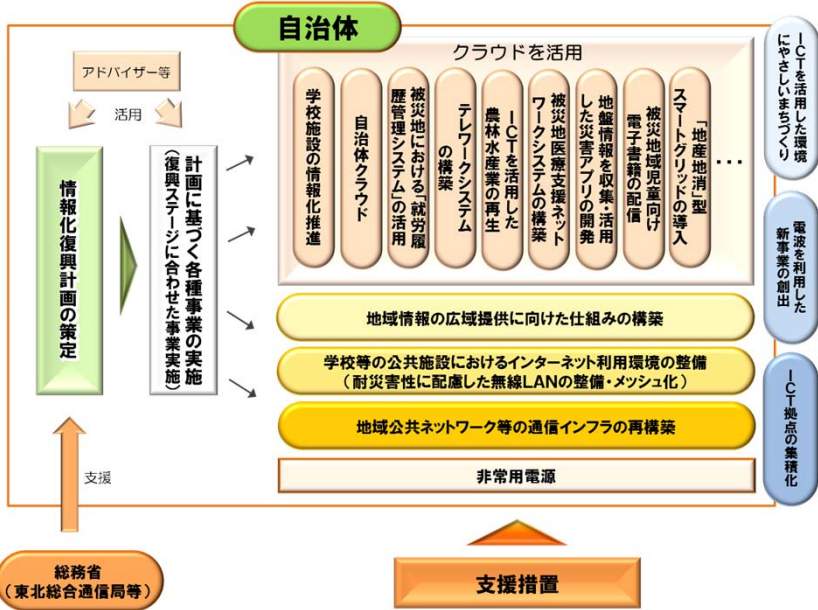 自治体
アドバイザー等
活用
情報化復興計画の策定
計画に基づく各種事業の実施
(復興ステージに合わせた事業実施)
クラウドを活用
学校施設の情報化推進
自治体クラウド
被災地における「就労履
歴管理システム」の活用
テレワークシステム
の構築
ICTを活用した
農林水産業の再生
被災地医療支援ネット
ワークシステムの構築
地盤情報を収集・活用
した災害アプリの開発
被災地域児童向け
電子書籍の配信
「地産地消」型
スマートグリッドの導入
・・・
地域情報の広域提供に向けた仕組みの構築
学校等の公共施設におけるインターネット利用環境の整備
(耐災害性に配慮した無線LANの整備・メッシュ化)
地域公共ネットワーク等の通信インフラの再構築
非常用電源
ICTを活用した環境
にやさしいまちづくり
電波を利用した
新事業の創出
ICT拠点の集積化
支援
総務省
(東北総合通信局等)
支援措置